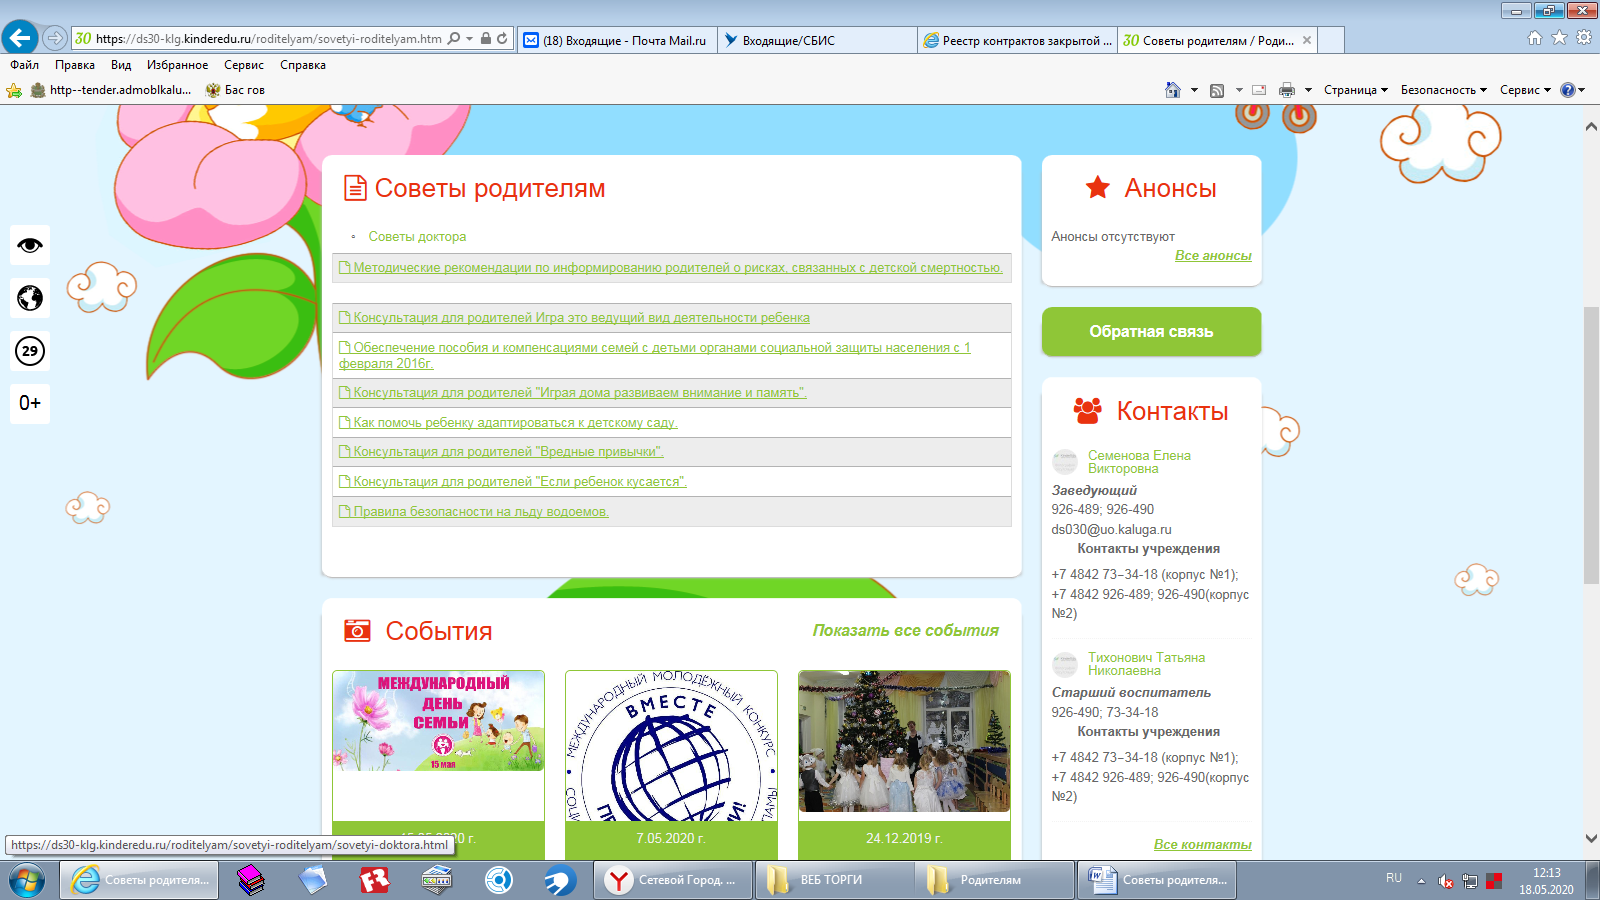 30 https://ds30-klg.kinderedu.ru/roditelyam/sovetyi-roditelyam.htm
(18) Входящие - Почта Mail.ru
Входящие/СБИС
Реестр контрактов закрытой ...
30 Советы родителям / Роди...
Файл Правка Вид Избранное Сервис Справка
http--tender.admoblkalu... Бас гов
Страница Безопасность Сервис
Советы родителям
Советы доктора
Методические рекомендации по информированию родителей о рисках, связанных с детской смертностью.
Консультация для родителей Игра это ведущий вид деятельности ребенка
Обеспечение пособия и компенсациями семей с детьми органами социальной защиты населения с 1
февраля 2016г.
Консультация для родителей "Играя дома развиваем внимание и память".
Как помочь ребенку адаптироваться к детскому саду.
Консультация для родителей "Вредные привычки".
Консультация для родителей "Если ребенок кусается".
Правила безопасности на льду водоемов.
29
0+
Анонсы
Анонсы отсутствуют
Все анонсы
Обратная связь
Контакты
Семенова Елена
Викторовна
Заведующий
926-489; 926-490
ds030@uo.kaluga.ru
Контакты учреждения
+7 4842 73–34-18 (корпус №1);
+7 4842 926-489; 926-490(корпус
№2)
Тихонович Татьяна
Николаевна
Старший воспитатель
926-490; 73-34-18
Контакты учреждения
+7 4842 73–34-18 (корпус №1);
+7 4842 926-489; 926-490(корпус
№2)
Все контакты
События
Показать все события
МЕЖДУНАРОДНЫЙ
ДЕНЬ
СЕМЬИ
15 мая
МЕЖДУНАРОДНЫЙ МОЛОДЕЖНЫЙ КОНКУРС
ВМЕСТЕ
7.05.2020 г.
24.12.2019 г.
https://ds30-klg.kinderedu.ru/roditelyam/sovetyi-roditelyam/sovetyi-doktora.html
Советы родителя...
Сетевой Город. ...
ВЕБ ТОРГИ
Родителям
Советы родителя...
RU
12:13
18.05.2020